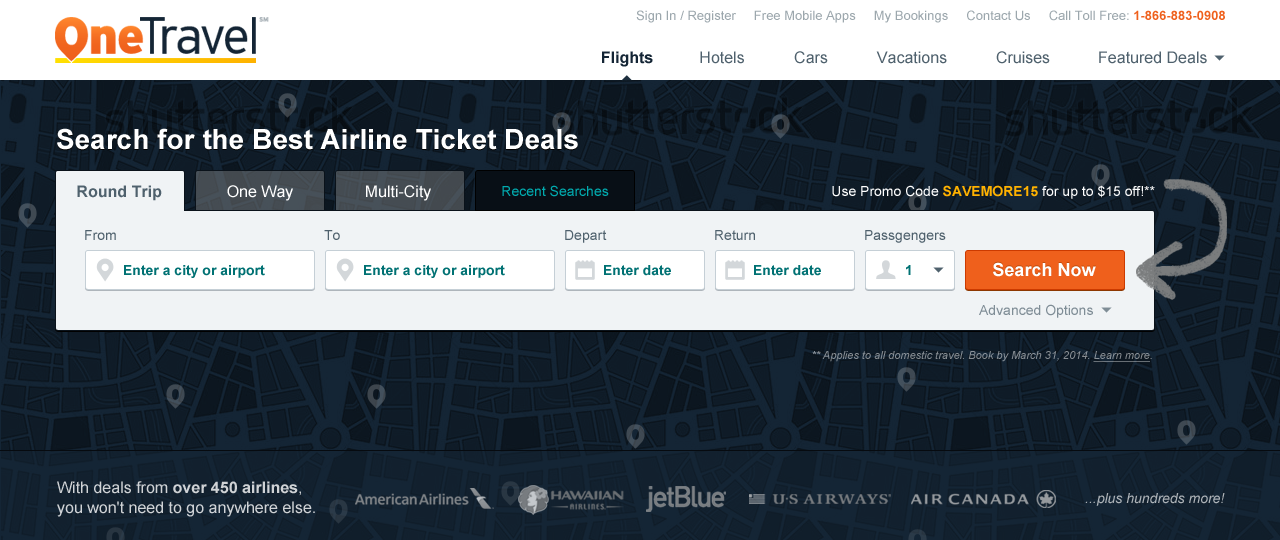 Sign In / Register Free Mobile Apps My Bookings Contact Us Call Toll Free: 1-866-883-0908
OneTravel SM
Flights Hotels Cars Vacations Cruises Featured Deals
shutterstock shutterstock shutterstock
Search for the Best Airline Ticket Deals
Round Trip One Way Multi-City Recent Searches Use Promo Code SAVEMORE15 for up to $15 off!**
From To Depart Return Passgengers
Enter a city or airport Enter a city or airport Enter date Enter date 1 Search Now
Advanced Options
** Applies to all domestic travel. Book by March 31, 2014. Learn more.
With deals from over 450 airlines,
you won't need to go anywhere else.
American Airlines HAWAIIAN AIRLINES jetBlue U·S AIRWAYS AIR CANADA ...plus hundreds more!